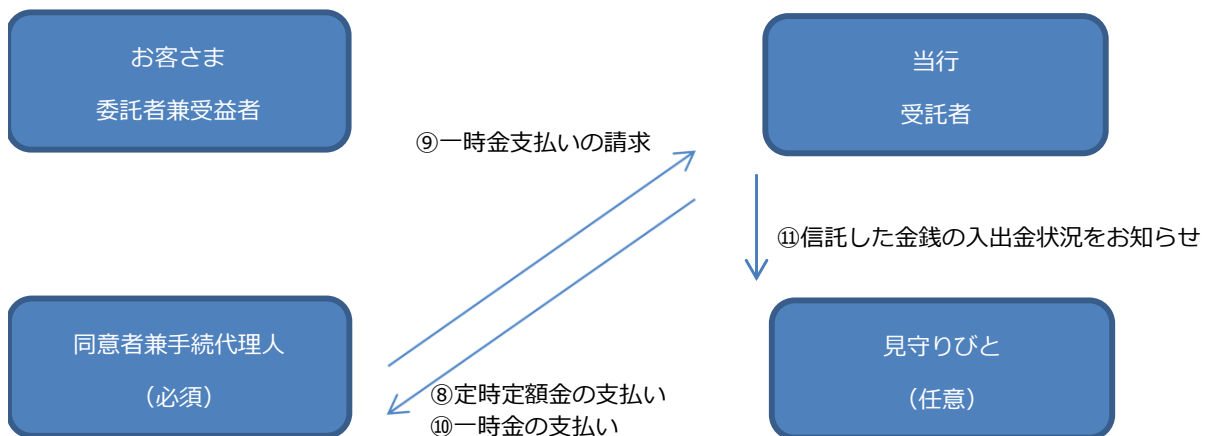 お客さま
委託者兼受益者
当行
受託者
⑨一時金支払いの請求
⑪信託した金銭の入出金状況をお知らせ
同意者兼手続代理人
（必須）
⑧定時定額金の支払い
⑩一時金の支払い
見守りびと
（任意）